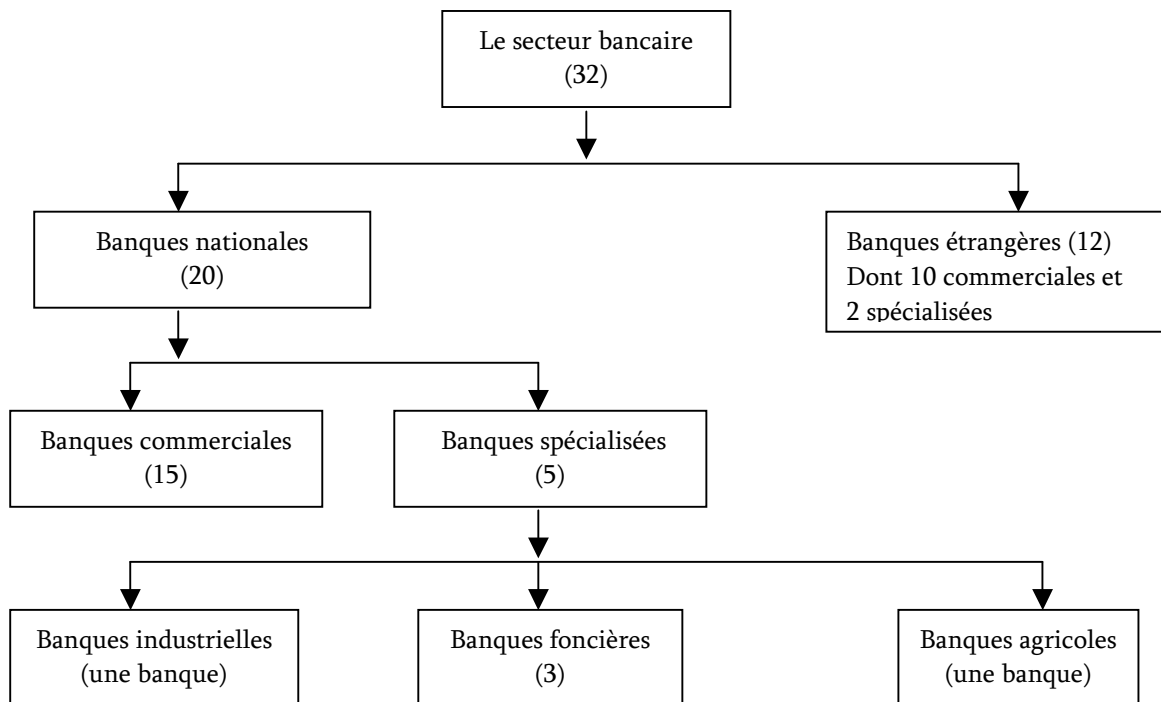 Le secteur bancaire
(32)
Banques nationales
(20)
Banques étrangères (12)
Dont 10 commerciales et
2 spécialisées
Banques commerciales
(15)
Banques spécialisées
(5)
Banques industrielles
(une banque)
Banques foncières
(3)
Banques agricoles
(une banque)